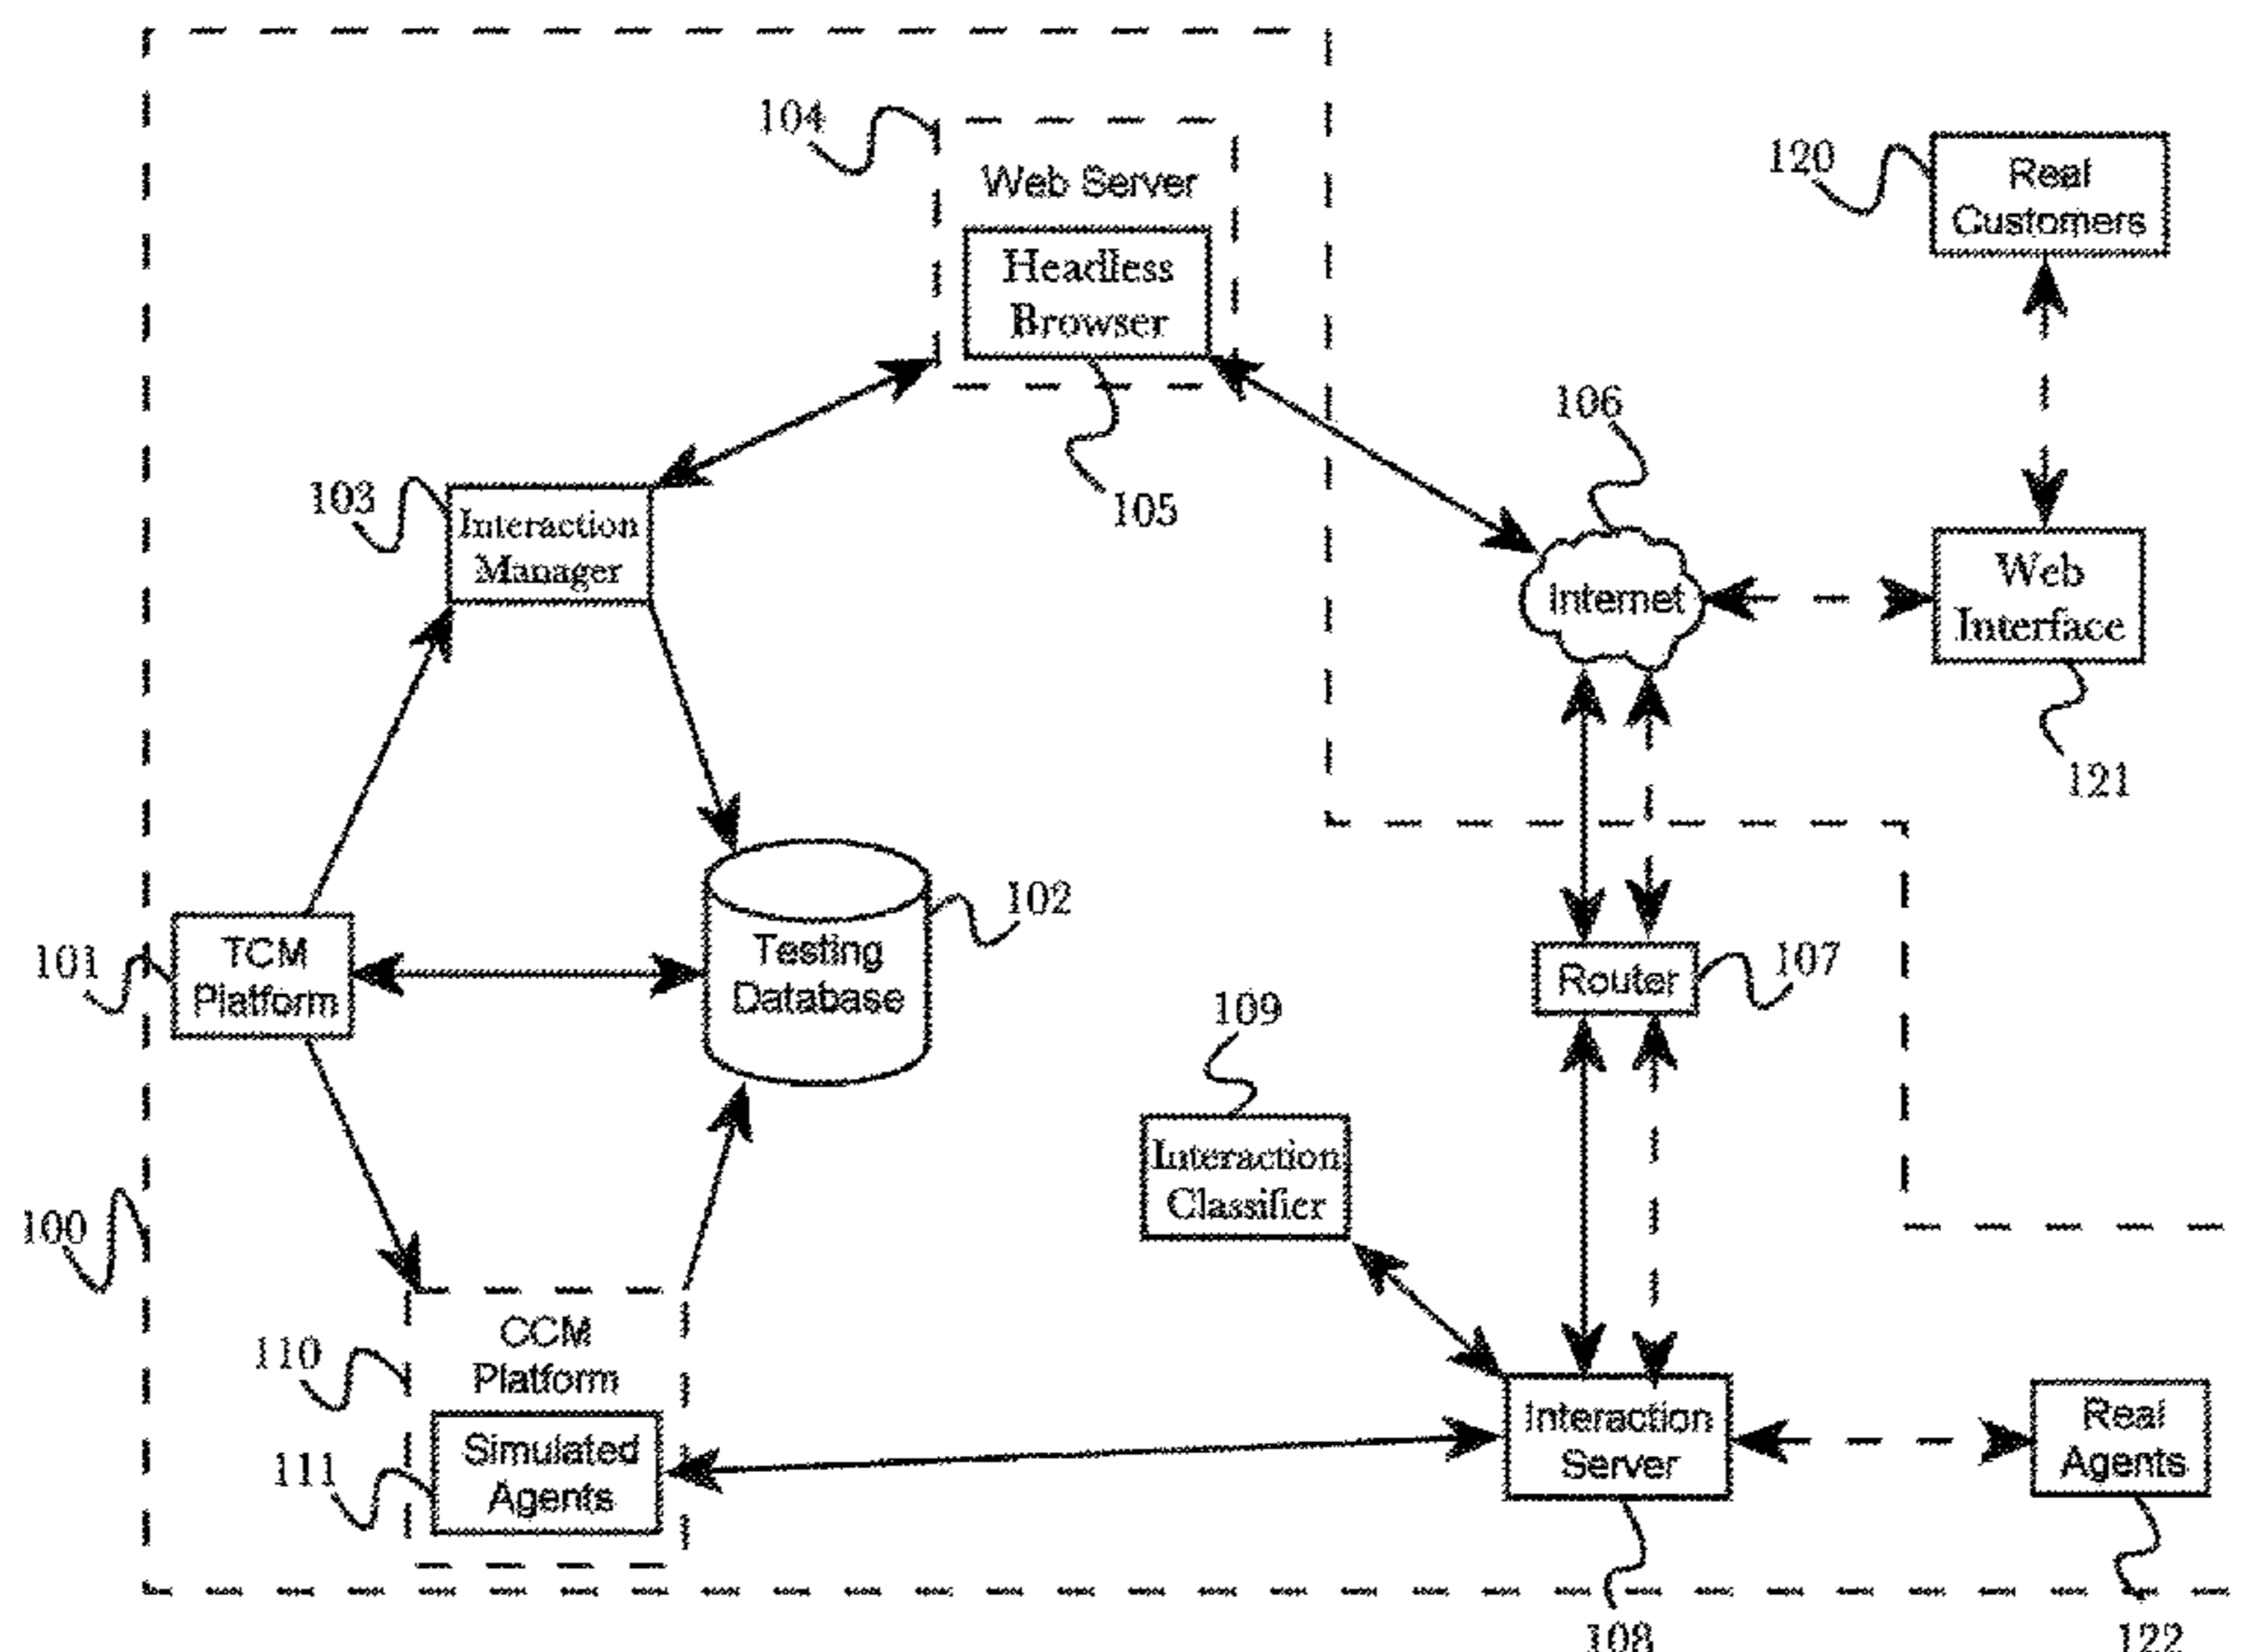 104
Web Server
Headless
Browser
105
120
Real
Customers
106
Internet
Web
Interface
121
103
Interaction
Manager
101
TCM
Platform
102
Testing
Database
107
Router
109
Interaction
Classifier
100
110
CCM
Platform
111
Simulated
Agents
Interaction
Server
108
Real
Agents
122